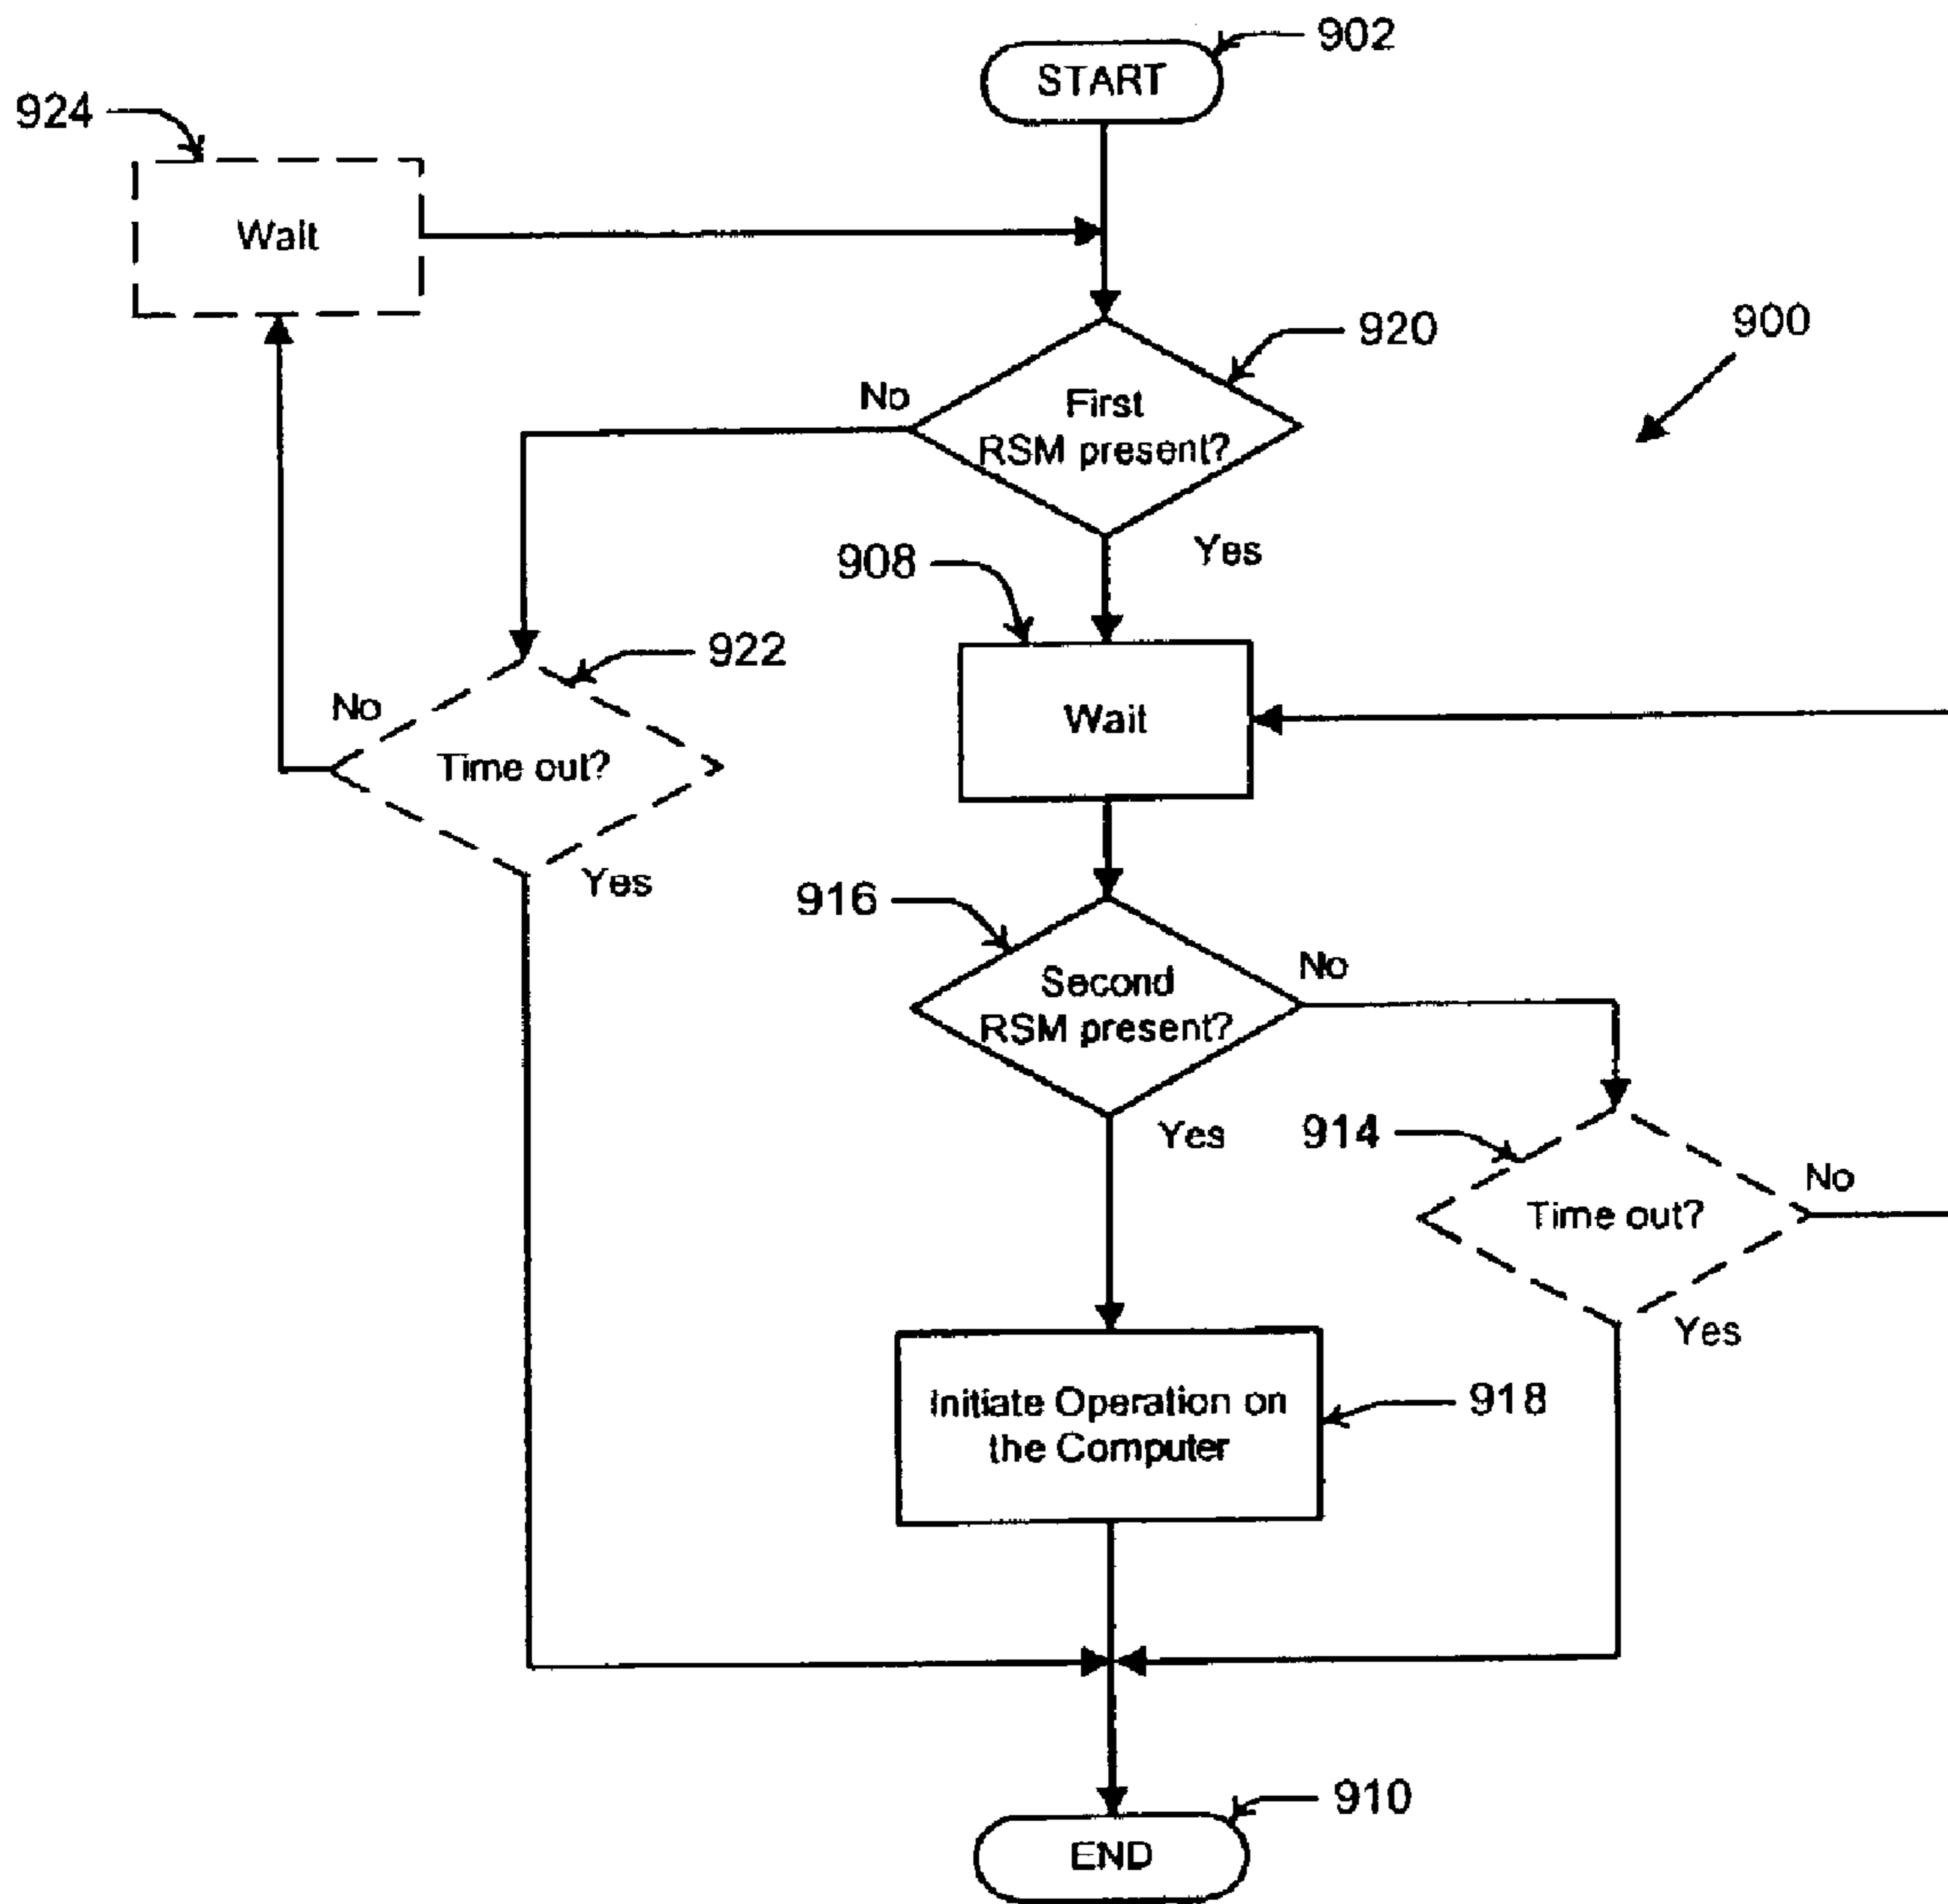 902
START
924
Wait
920
900
No
First
RSM present?
Yes
908
922
No
Wait
Time out?
Yes
916
No
Second
RSM present?
Yes
914
No
Time out?
Yes
Initiate Operation on
the Computer
918
910
END